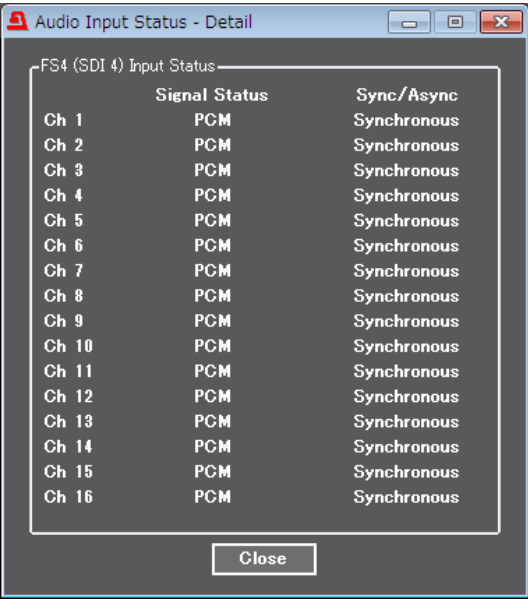 Audio Input Status - Detail
FS4 (SDI 4) Input Status
Signal Status Sync/Async
Ch 1 PCM Synchronous
Ch 2 PCM Synchronous
Ch 3 PCM Synchronous
Ch 4 PCM Synchronous
Ch 5 PCM Synchronous
Ch 6 PCM Synchronous
Ch 7 PCM Synchronous
Ch 8 PCM Synchronous
Ch 9 PCM Synchronous
Ch 10 PCM Synchronous
Ch 11 PCM Synchronous
Ch 12 PCM Synchronous
Ch 13 PCM Synchronous
Ch 14 PCM Synchronous
Ch 15 PCM Synchronous
Ch 16 PCM Synchronous
Close